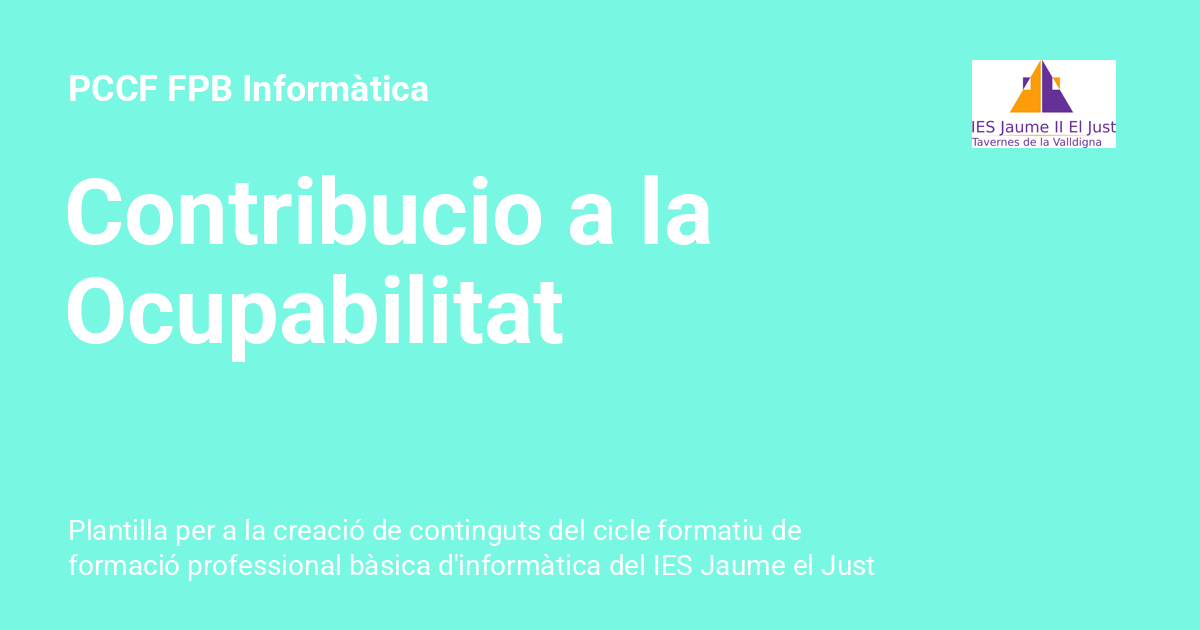 PCCF FPB Informàtica
IES Jaume II El Just
Tavernes de la Valldigna
Contribucio a la
Ocupabilitat
Plantilla per a la creació de continguts del cicle formatiu de
formació professional bàsica d'informàtica del IES Jaume el Just